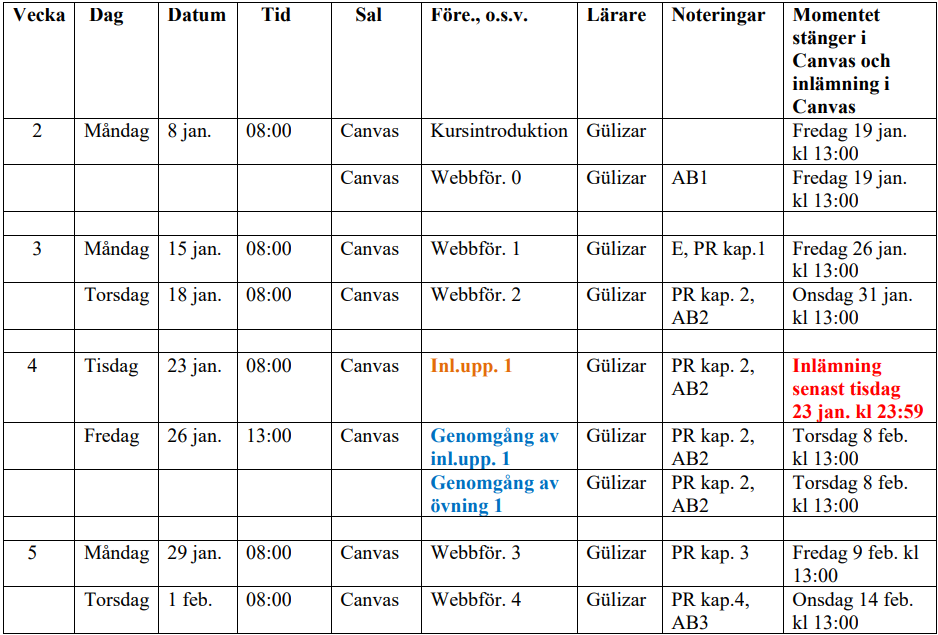 Vecka Dag Datum Tid Sal Före., o.s.v. Lärare Noteringar Momentet
stänger i
Canvas och
inlämning i
Canvas
2 Måndag 8 jan. 08:00 Canvas Kursintroduktion Gülizar Fredag 19 jan.
kl 13:00
Canvas Webbför. 0 Gülizar AB1 Fredag 19 jan.
kl 13:00
3 Måndag 15 jan. 08:00 Canvas Webbför. 1 Gülizar E, PR kap.1 Fredag 26 jan.
kl 13:00
Torsdag 18 jan. 08:00 Canvas Webbför. 2 Gülizar PR kap. 2, Onsdag 31 jan.
AB2 kl 13:00
4 Tisdag 23 jan. 08:00 Canvas Inl.upp. 1 Gülizar PR kap. 2, Inlämning
AB2 senast tisdag
23 jan. kl 23:59
Fredag 26 jan. 13:00 Canvas Genomgång av Gülizar PR kap. 2, Torsdag 8 feb.
inl.upp. 1 AB2 kl 13:00
Genomgång av Gülizar PR kap. 2, Torsdag 8 feb.
övning 1 AB2 kl 13:00
5 Måndag 29 jan. 08:00 Canvas Webbför. 3 Gülizar PR kap. 3 Fredag 9 feb. kl
13:00
Torsdag 1 feb. 08:00 Canvas Webbför. 4 Gülizar PR kap.4, Onsdag 14 feb.
AB3 kl 13:00